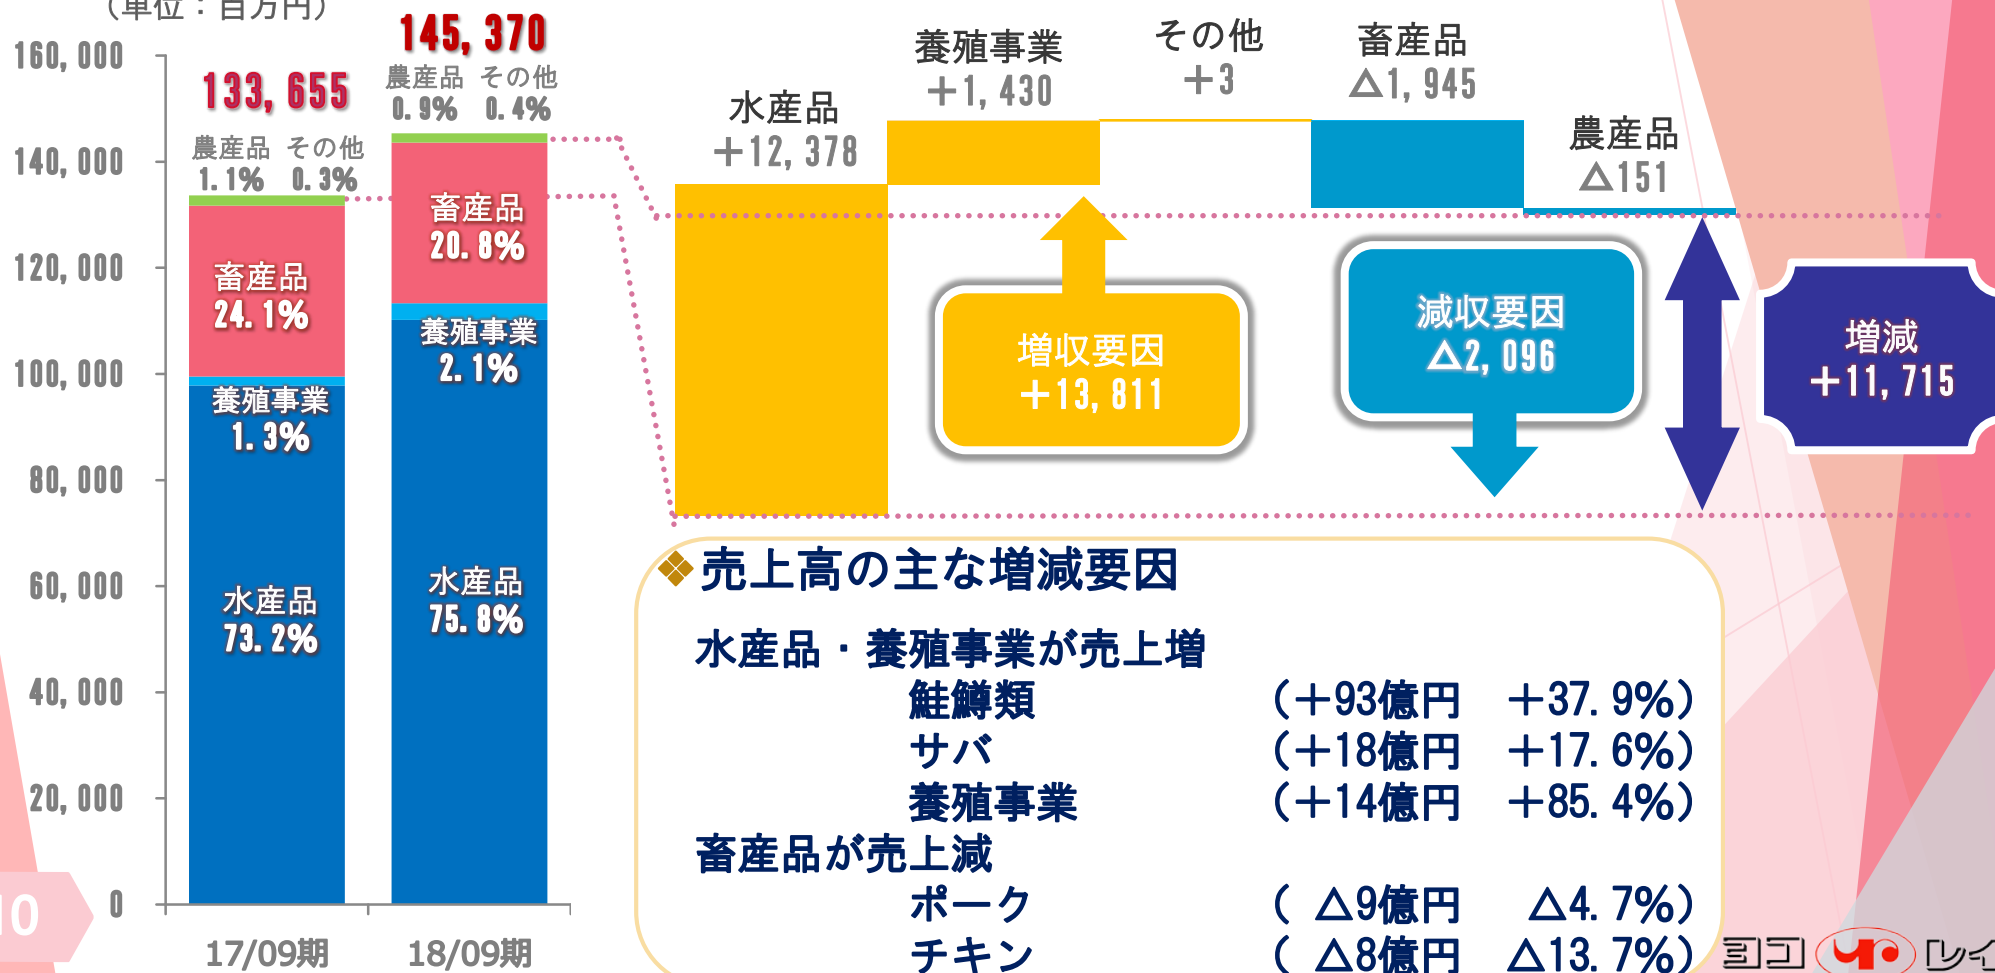 （単位：百万円）
160,000
140,000
120,000
100,000
80,000
60,000
40,000
20,000
0
133,655
農産品 その他
1.1% 0.3%
畜産品
24.1%
養殖事業
1.3%
水産品
73.2%
17/09期
145,370
農産品 その他
0.9% 0.4%
畜産品
20.8%
養殖事業
2.1%
水産品
75.8%
18/09期
水産品
＋12,378
養殖事業
＋1,430
その他
＋3
畜産品
△1,945
農産品
△151
増収要因
＋13,811
減収要因
△2,096
増減
＋11,715
❖売上高の主な増減要因
水産品・養殖事業が売上増
鮭鱒類 （＋93億円 ＋37.9%）
サバ （＋18億円 ＋17.6%）
養殖事業 （＋14億円 ＋85.4%）
畜産品が売上減
ポーク （ △9億円 △4.7%）
チキン （ △8億円 △13.7%）
10
ヨコ レイ